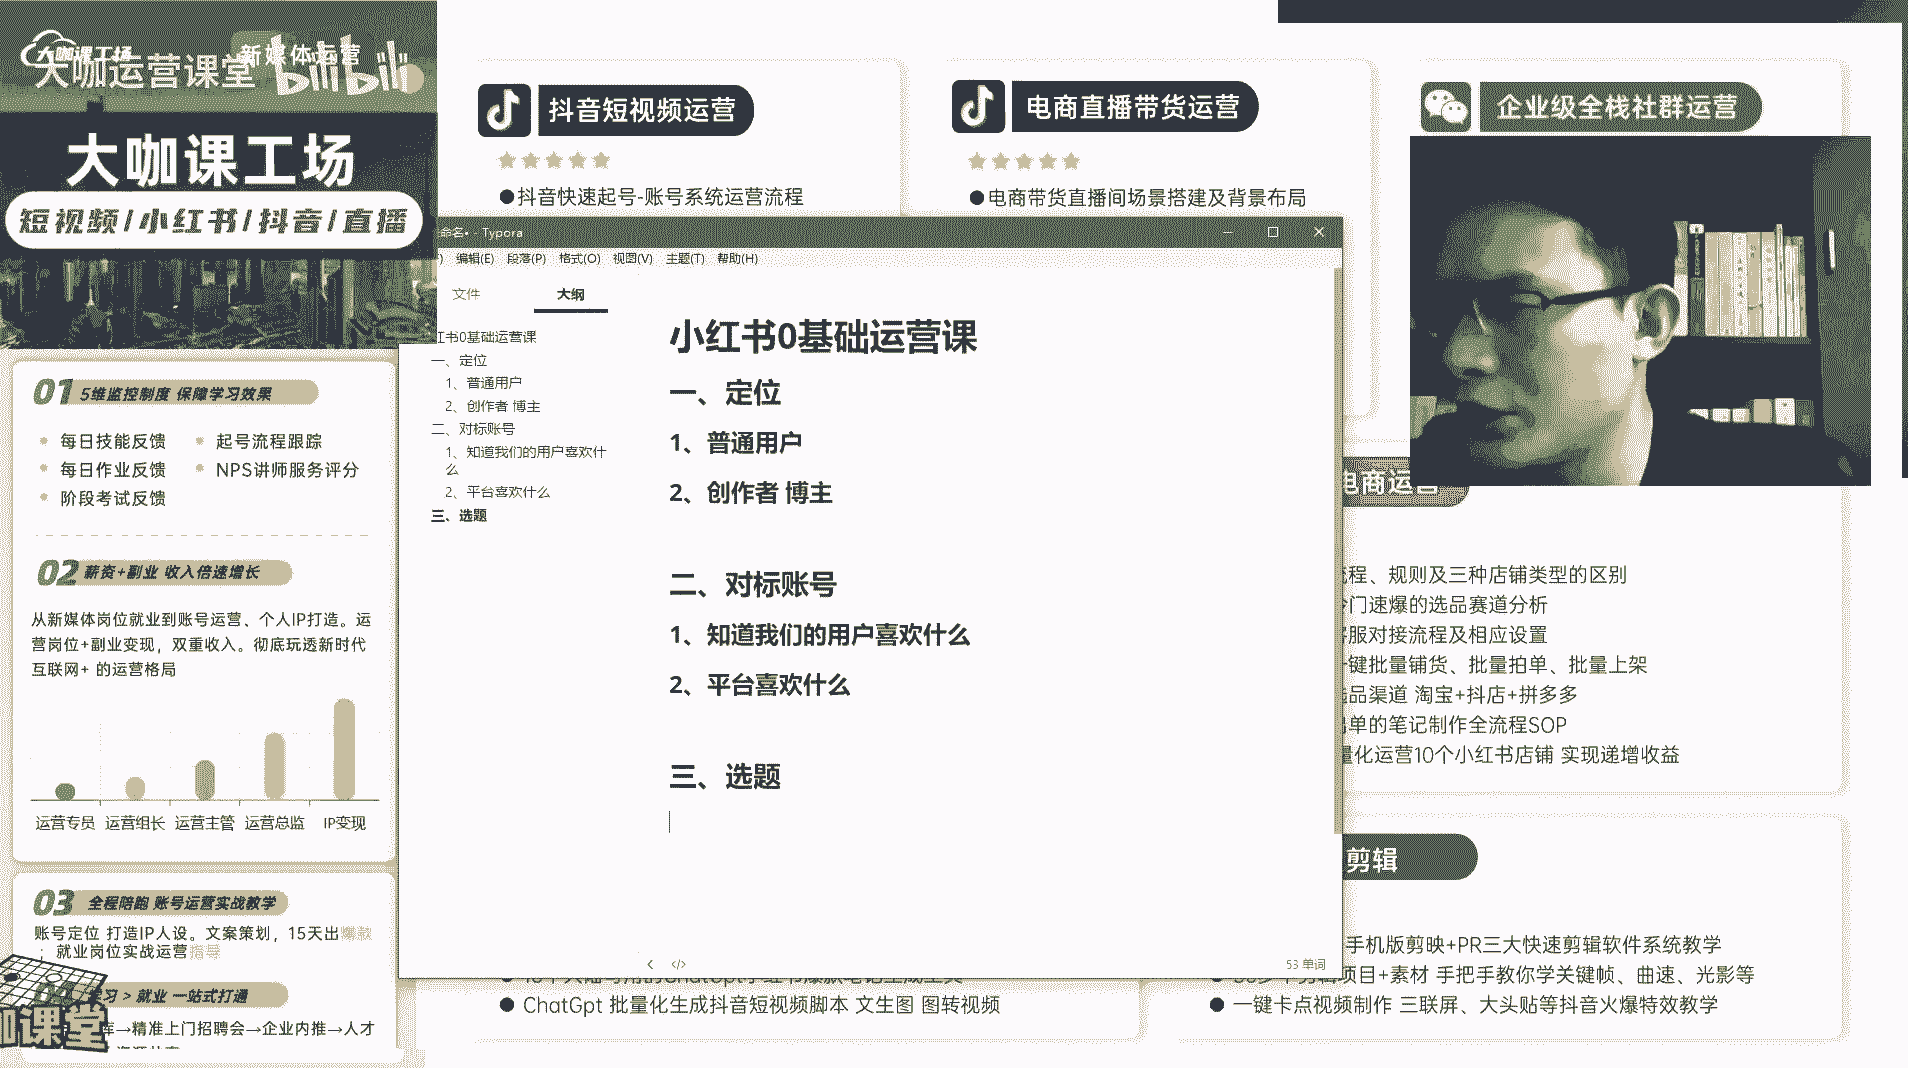 大咖课工场
新媒体运营
大咖运营课堂
bilibili
大咖课工场
短视频/小红书/抖音/直播
01 5维监控制度 保障学习效果
每日技能反馈
起号流程跟踪
每日作业反馈
NPS讲师服务评分
阶段考试反馈
02 薪资+副业 收入倍速增长
从新媒体岗位就业到账号运营、个人IP打造。运
营岗位+副业变现，双重收入。彻底玩透新时代
互联网+ 的运营格局
运营专员 运营组长 运营主管 运营总监 IP变现
03 全程陪跑 账号运营实战教学
账号定位 打造IP人设。文案策划，15天出爆款
就业岗位实战运营指导
学习 > 就业 一站式打通
库→精准上门招聘会→企业内推→人才
咖课堂
抖音短视频运营
●抖音快速起号-账号系统运营流程
电商直播带货运营
●电商带货直播间场景搭建及背景布局
企业级全栈社群运营
命名• - Typora
编辑(E) 段落(P) 格式(O) 视图(V) 主题(T) 帮助(H)
文件 大纲
红书0基础运营课
一、定位
1、普通用户
2、创作者 博主
二、对标账号
1、知道我们的用户喜欢什
么
2、平台喜欢什么
三、选题
小红书0基础运营课
一、定位
1、普通用户
2、创作者 博主
二、对标账号
1、知道我们的用户喜欢什么
2、平台喜欢什么
三、选题
</>
53 单词
电商运营
流程、规则及三种店铺类型的区别
冷门速爆的选品赛道分析
客服对接流程及相应设置
一键批量铺货、批量拍单、批量上架
选品渠道 淘宝+抖店+拼多多
出单的笔记制作全流程SOP
量化运营10个小红书店铺 实现递增收益
● ChatGpt 批量化生成抖音短视频脚本 文生图 图转视频
剪辑
手机版剪映+PR三大快速剪辑软件系统教学
项目+素材 手把手教你学关键帧、曲速、光影等
● 一键卡点视频制作 三联屏、大头贴等抖音火爆特效教学